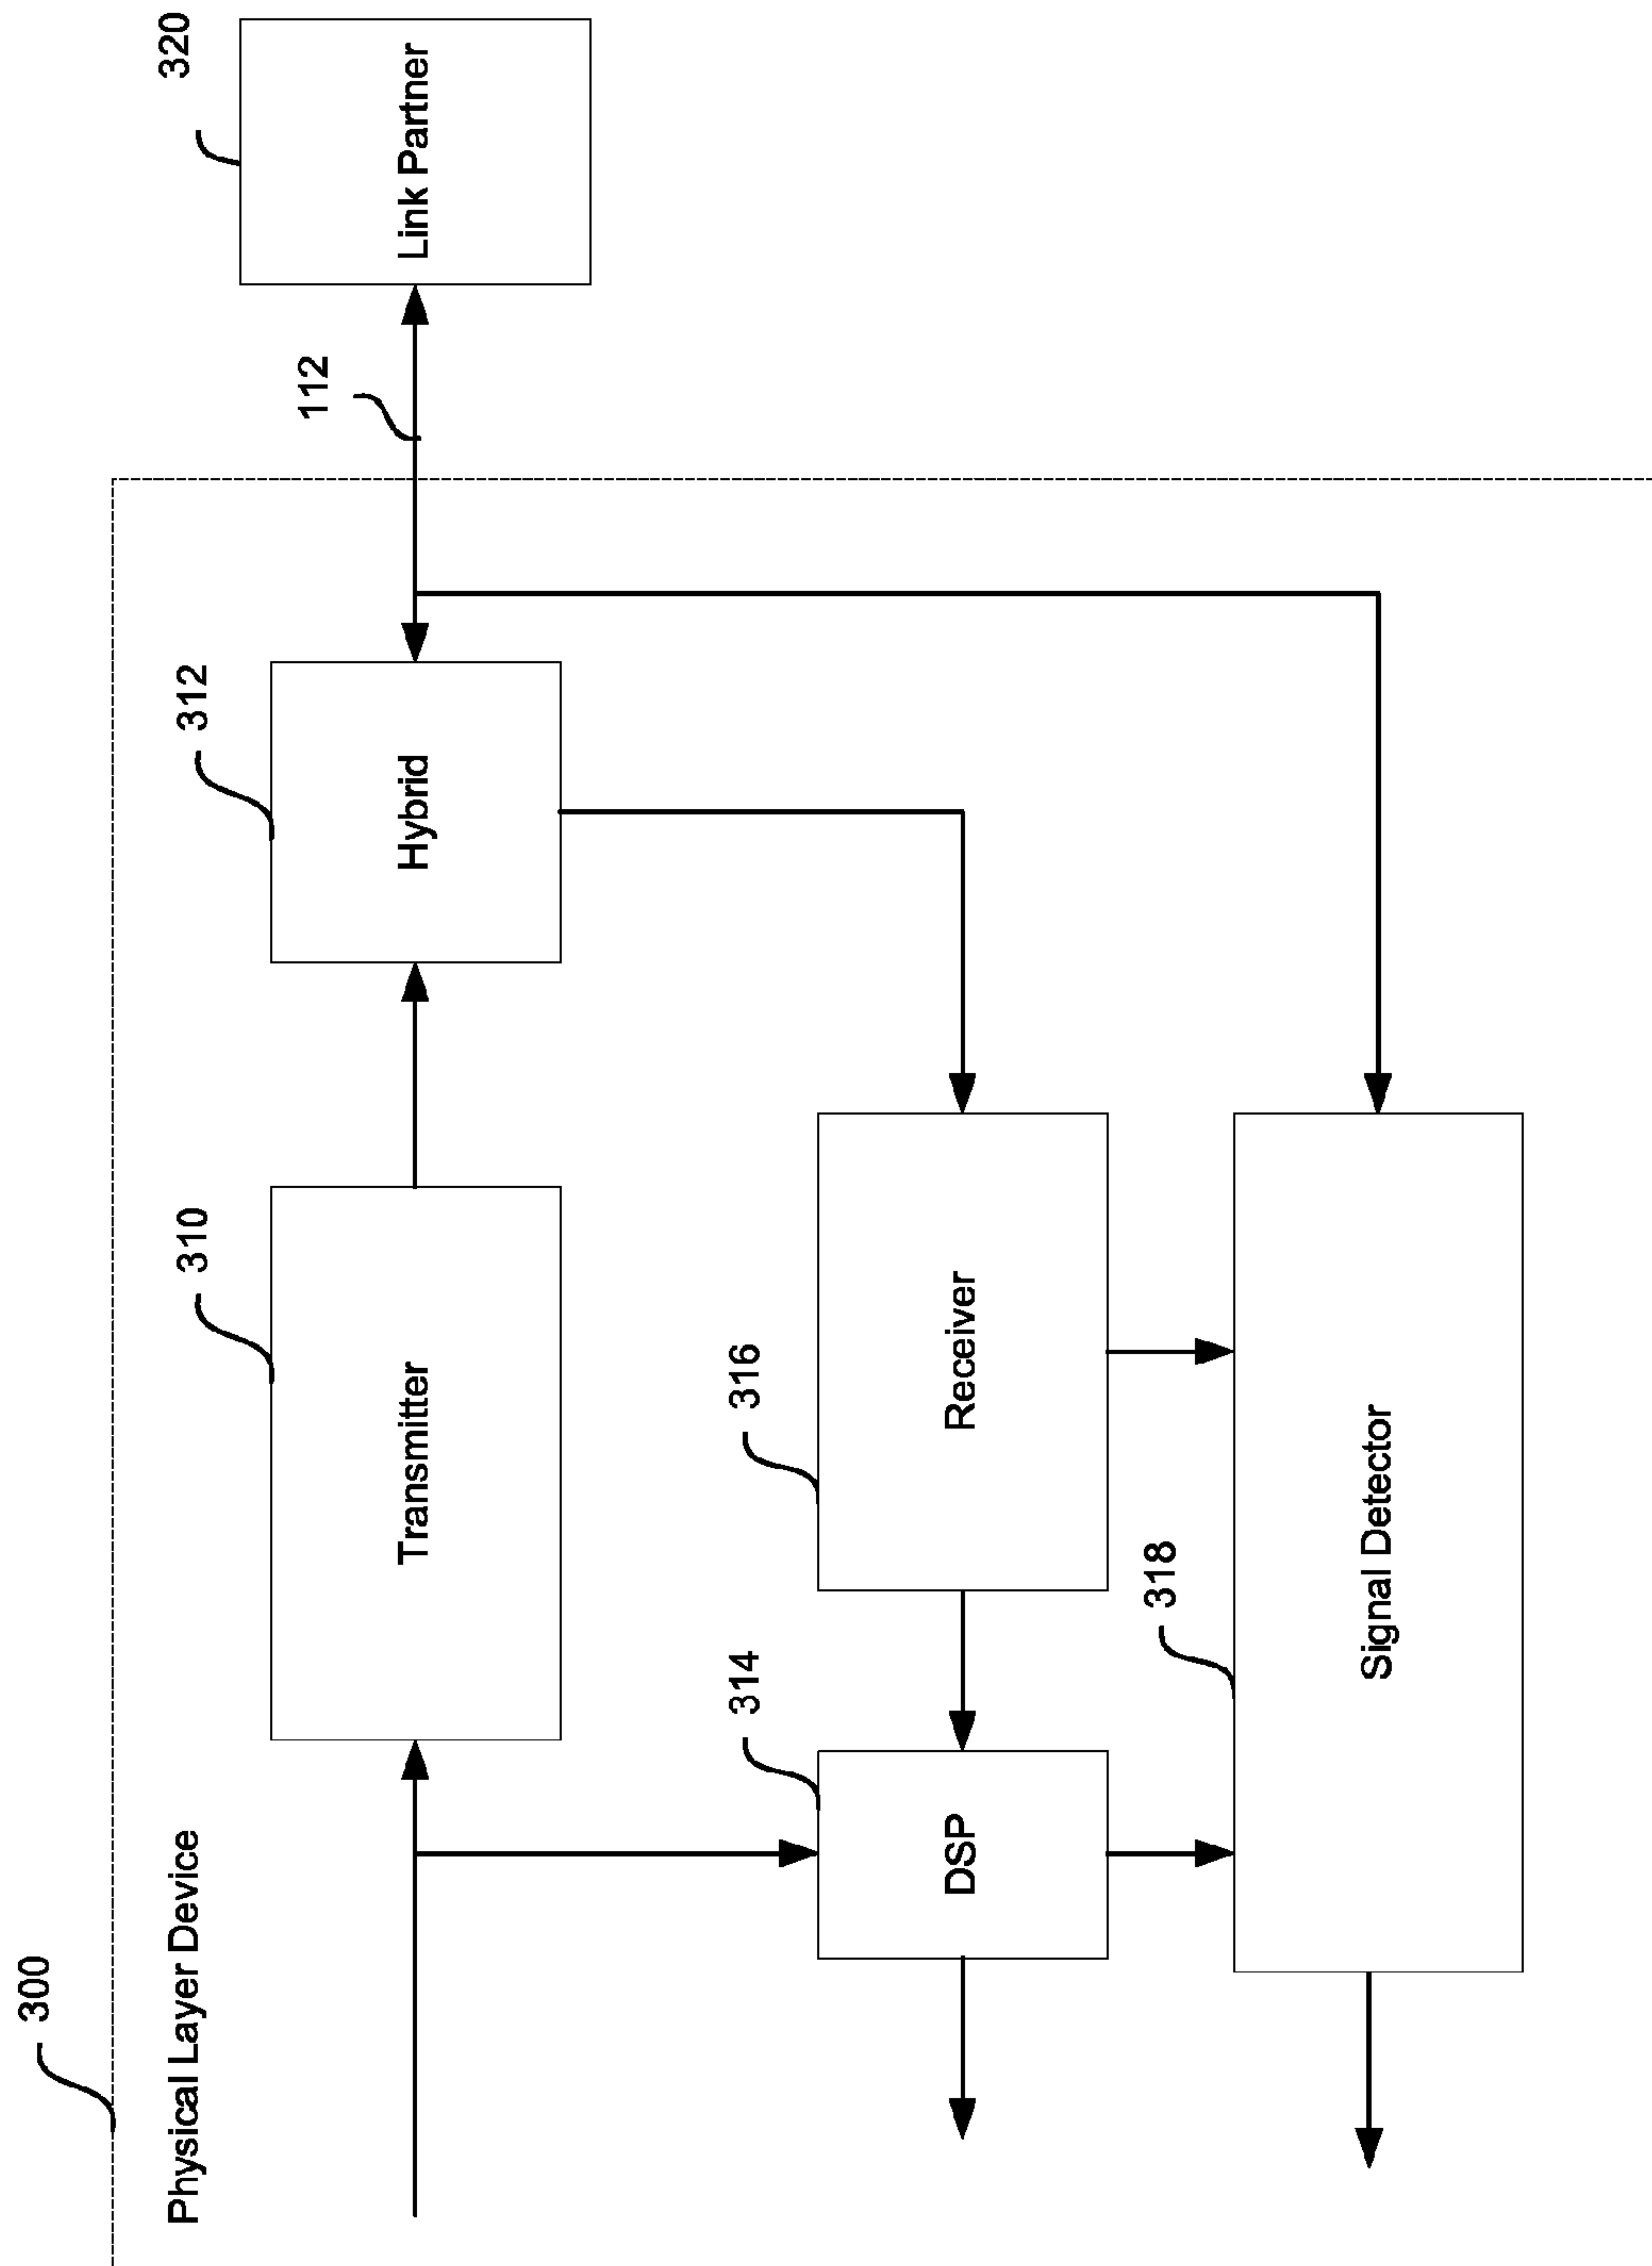 300
Physical Layer Device
310
Transmitter
312
Hybrid
112
320
Link Partner
314
DSP
316
Receiver
318
Signal Detector